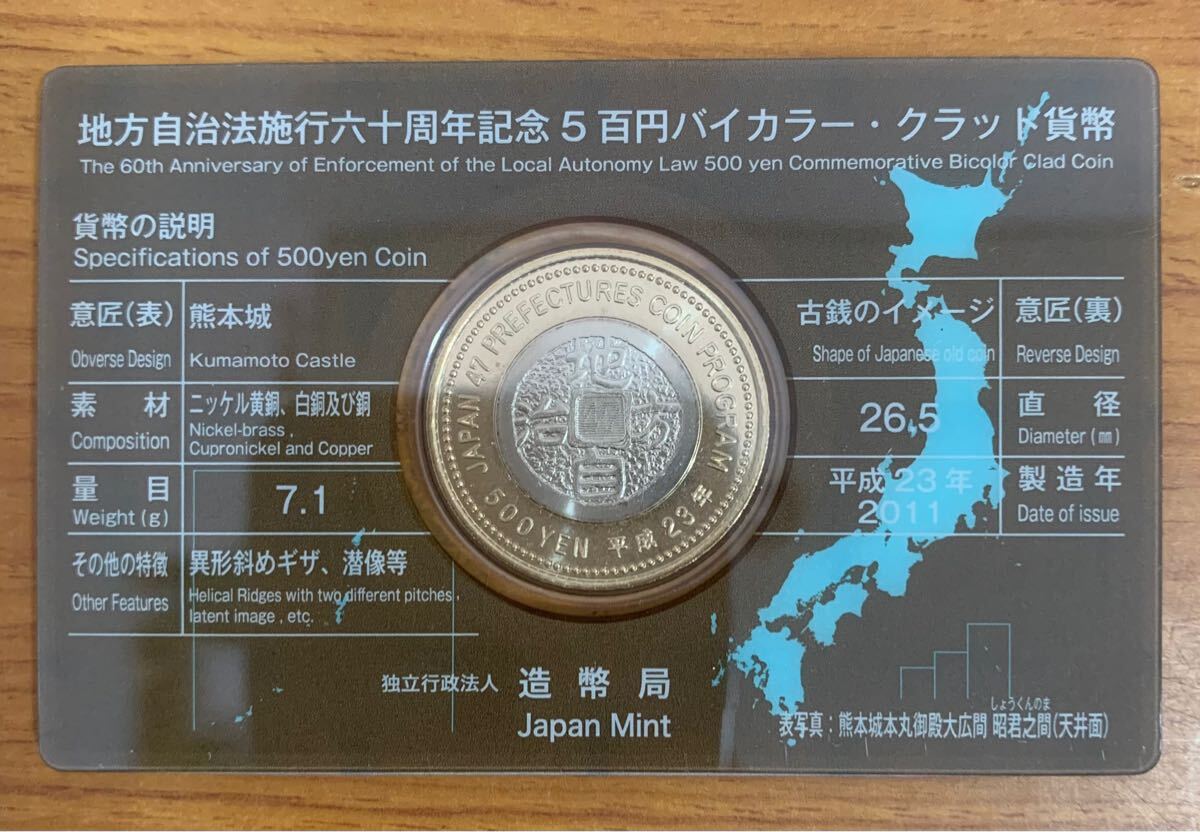 地方自治法施行六十周年記念5百円バイカラー・クラッド貨幣
The 60th Anniversary of Enforcement of the Local Autonomy Law 500 yen Commemorative Bicolor Clad Coin
貨幣の説明
Specifications of 500yen Coin
意匠(表) 熊本城
Obverse Design Kumamoto Castle
素 材 ニッケル黄銅、白銅及び銅
Composition Nickel-brass ,
Cupronickel and Copper
量 目 7.1
Weight (g)
その他の特徴 異形斜めギザ、潜像等
Other Features Helical Ridges with two different pitches ,
latent image , etc.
JAPAN 47 PREFECTURES COIN PROGRAM
地方自治
500YEN 平成23年
古銭のイメージ 意匠(裏)
Shape of Japanese old coin Reverse Design
26.5 直 径
Diameter (㎜)
平成23年 製造年
2011 Date of issue
独立行政法人 造幣局
Japan Mint
しょうくんのま
表写真:熊本城本丸御殿大広間 昭君之間(天井面)